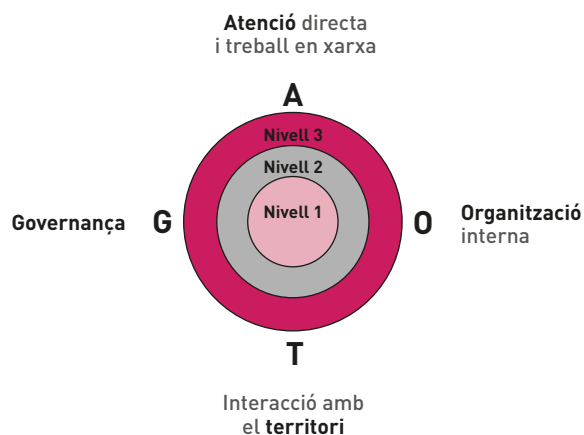 Atenció directa
i treball en xarxa
A
Nivell 3
Nivell 2
Nivell 1
Governança
G
O
Organització
interna
T
Interacció amb
el territori